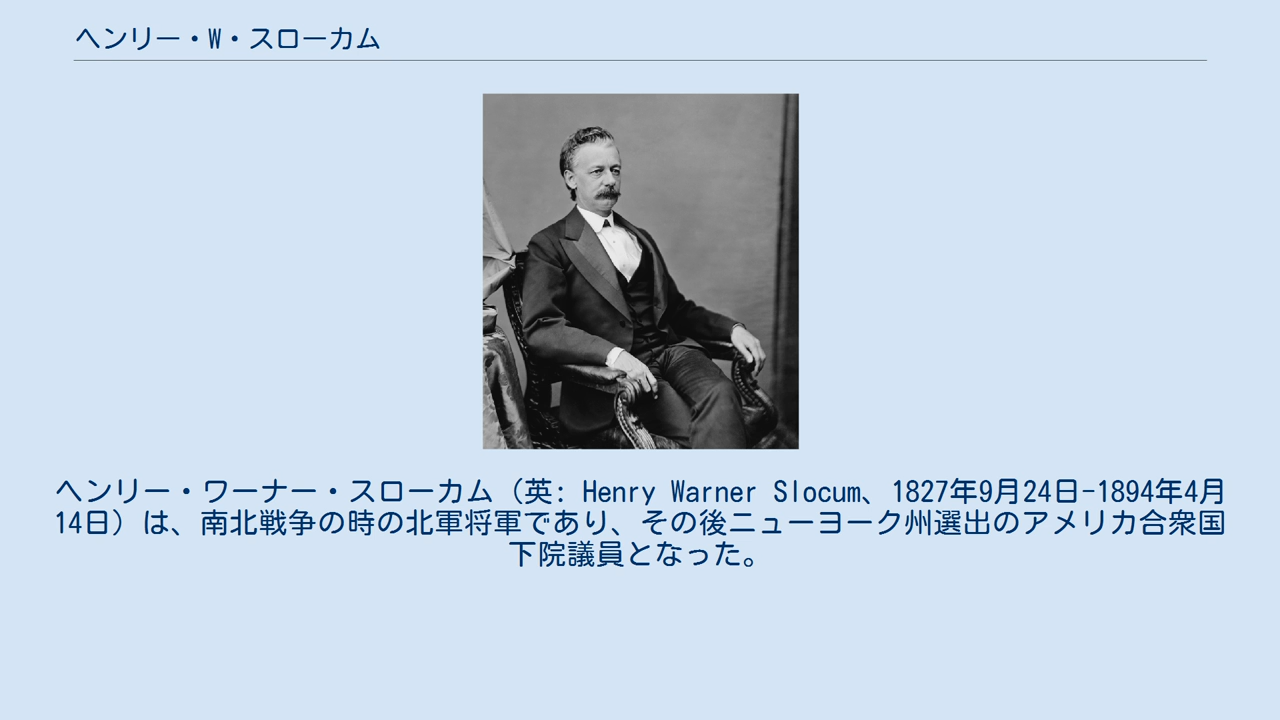 ヘンリー・W・スローカム
ヘンリー・ワーナー・スローカム（英: Henry Warner Slocum、1827年9月24日-1894年4月
14日）は、南北戦争の時の北軍将軍であり、その後ニューヨーク州選出のアメリカ合衆国
下院議員となった。